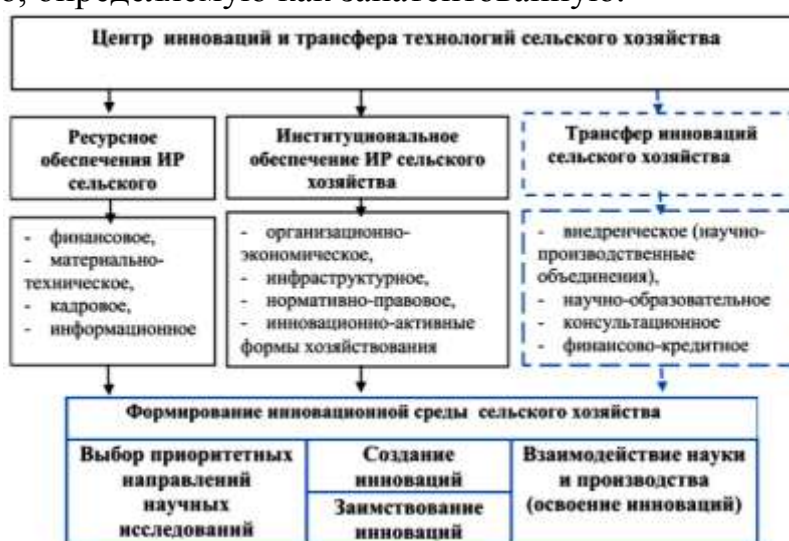 определяемую как запатентованную.
Центр инноваций и трансфера технологий сельского хозяйства
Ресурсное
обеспечения ИР
сельского
Институциональное
обеспечение ИР сельского
хозяйства
Трансфер инноваций
сельского хозяйства
- финансовое,
- материально-
техническое,
- кадровое,
- информационное
- организационно-
экономическое,
- инфраструктурное,
- нормативно-правовое,
- инновационно-активные
формы хозяйствования
- внедренческое (научно-
производственные
объединения),
- научно-образовательное
- консультационное
- финансово-кредитное
Формирование инновационной среды сельского хозяйства
Выбор приоритетных
направлений
научных
исследований
Создание
инноваций
Заимствование
инноваций
Взаимодействие науки
и производства
(освоение инноваций)